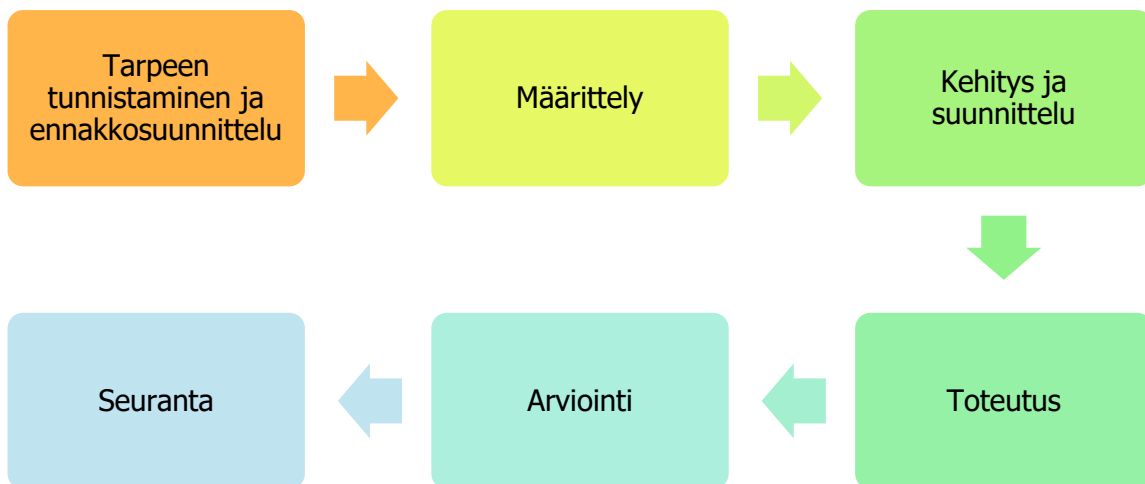 Tarpeen
tunnistaminen ja
ennakkosuunnittelu
Määrittely
Kehitys ja
suunnittelu
Toteutus
Arviointi
Seuranta